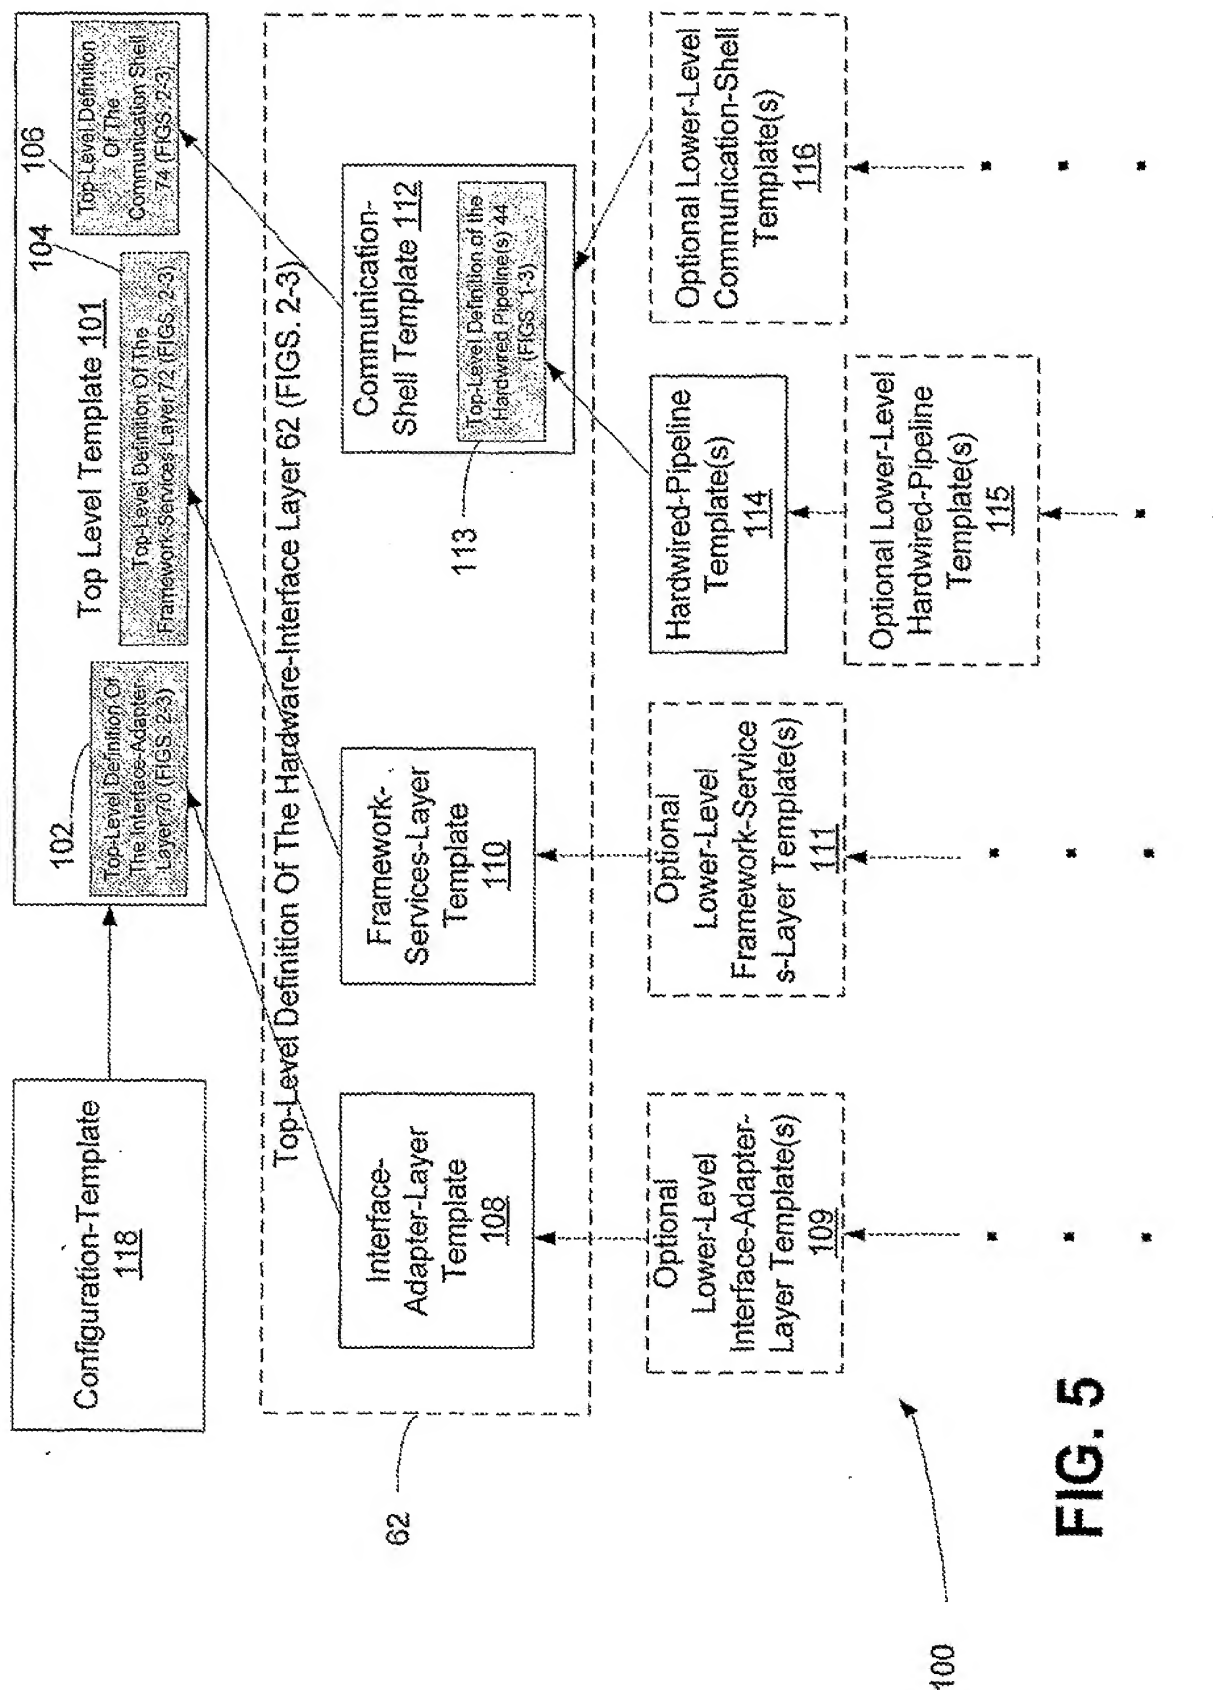 Configuration-Template
118
Top Level Template 101
102
Top-Level Definition Of
The Interface-Adapter
Layer 70 (FIGS. 2-3)
104
Top-Level Definition Of The
Framework-Services-Layer 72 (FIGS. 2-3)
106
Top-Level Definition
Of The
Communication Shell
74 (FIGS. 2-3)
62
Top-Level Definition Of The Hardware-Interface Layer 62 (FIGS. 2-3)
Interface-
Adapter-Layer
Template
108
Framework-
Services-Layer
Template
110
Communication-
Shell Template 112
113
Top-Level Definition of the
Hardwired Pipeline(s) 44
(FIGS. 1-3)
Optional
Lower-Level
Interface-Adapter-
Layer Template(s)
109
Optional
Lower-Level
Framework-Service
s-Layer Template(s)
111
Hardwired-Pipeline
Template(s)
114
Optional Lower-Level
Hardwired-Pipeline
Template(s)
115
Optional Lower-Level
Communication-Shell
Template(s)
116
100
FIG. 5